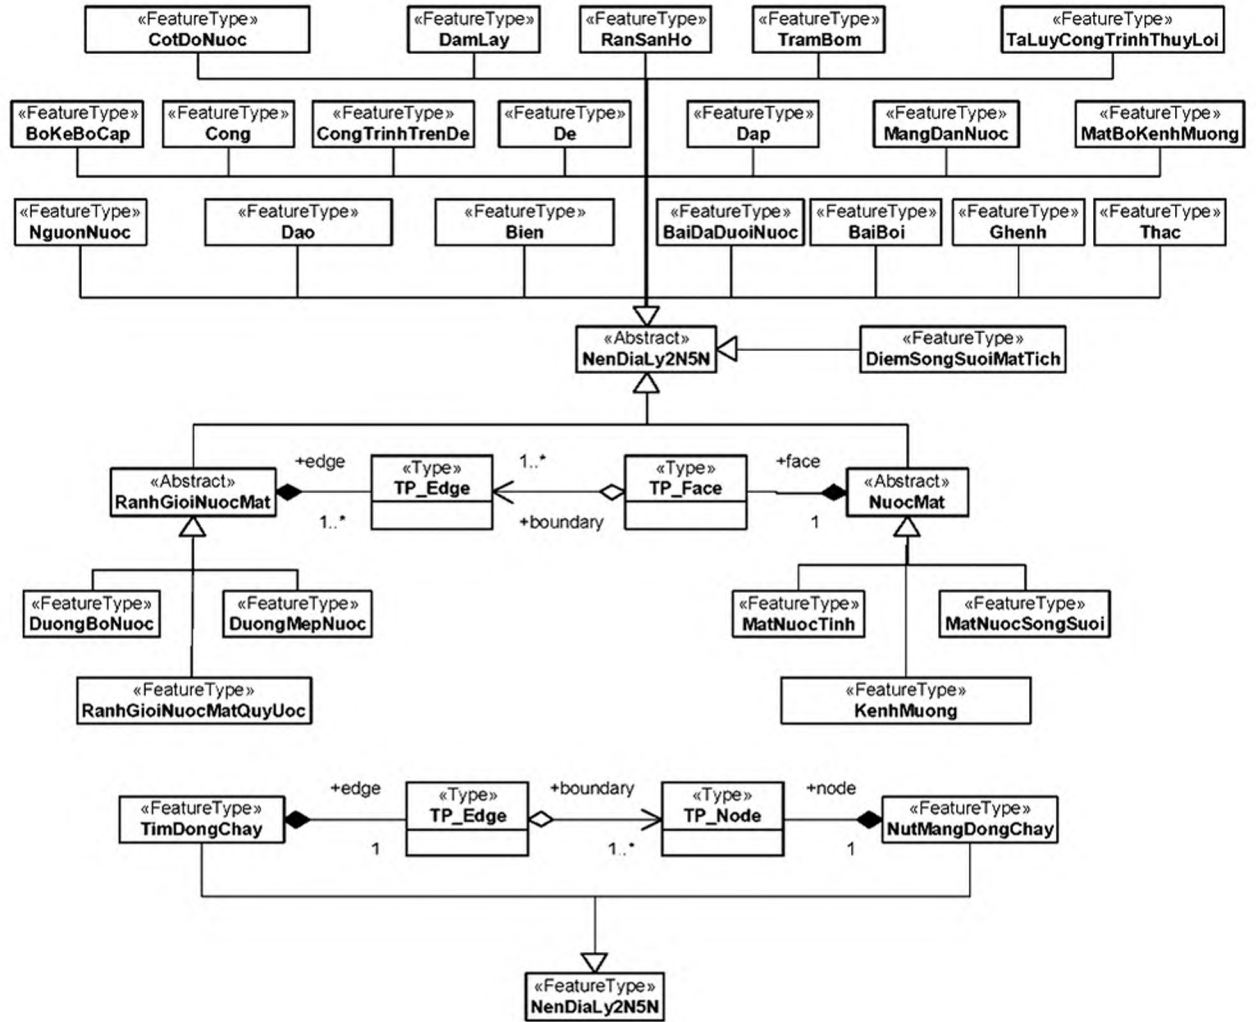 «FeatureType»
CotDoNuoc
«FeatureType»
DamLay
«FeatureType»
RanSanHo
«FeatureType»
TramBom
«FeatureType»
TaLuyCongTrinhThuyLoi
«FeatureType»
BoKeBoCap
«FeatureType»
Cong
«FeatureType»
CongTrinhTrenDe
«FeatureType»
De
«FeatureType»
Dap
«FeatureType»
MangDanNuoc
«FeatureType»
MatBoKenhMuong
«FeatureType»
NguonNuoc
«FeatureType»
Dao
«FeatureType»
Bien
«FeatureType»
BaiDaDuoiNuoc
«FeatureType»
BaiBoi
«FeatureType»
Ghenh
«FeatureType»
Thac
«Abstract»
NenDiaLy2N5N
«FeatureType»
DiemSongSuoiMatTich
«Abstract»
RanhGioiNuocMat
+edge
1..*
«Type»
TP_Edge
1..*
+boundary
«Type»
TP_Face
+face
1
«Abstract»
NuocMat
«FeatureType»
DuongBoNuoc
«FeatureType»
DuongMepNuoc
«FeatureType»
MatNuocTinh
«FeatureType»
MatNuocSongSuoi
«FeatureType»
RanhGioiNuocMatQuyUoc
«FeatureType»
KenhMuong
«FeatureType»
TimDongChay
+edge
1
«Type»
TP_Edge
+boundary
1..*
«Type»
TP_Node
+node
1
«FeatureType»
NutMangDongChay
«FeatureType»
NenDiaLy2N5N